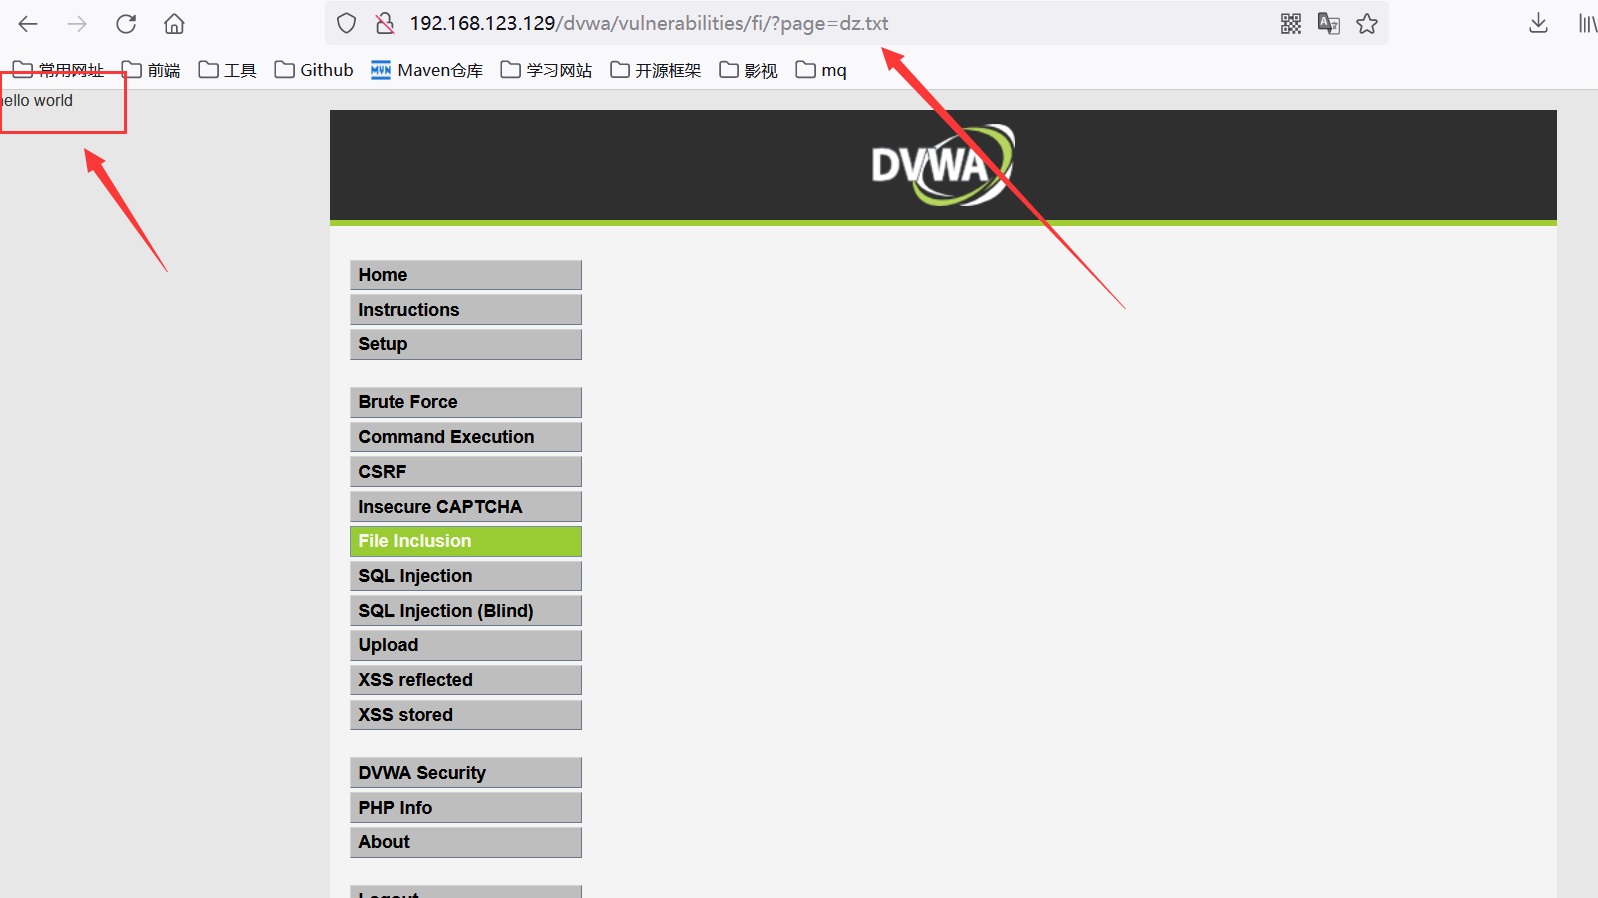 192.168.123.129/dvwa/vulnerabilities/fi/?page=dz.txt
常用网址 前端 工具 Github MVN Maven仓库 学习网站 开源框架 影视 mq
ello world
DVWA
Home
Instructions
Setup
Brute Force
Command Execution
CSRF
Insecure CAPTCHA
File Inclusion
SQL Injection
SQL Injection (Blind)
Upload
XSS reflected
XSS stored
DVWA Security
PHP Info
About
Logout